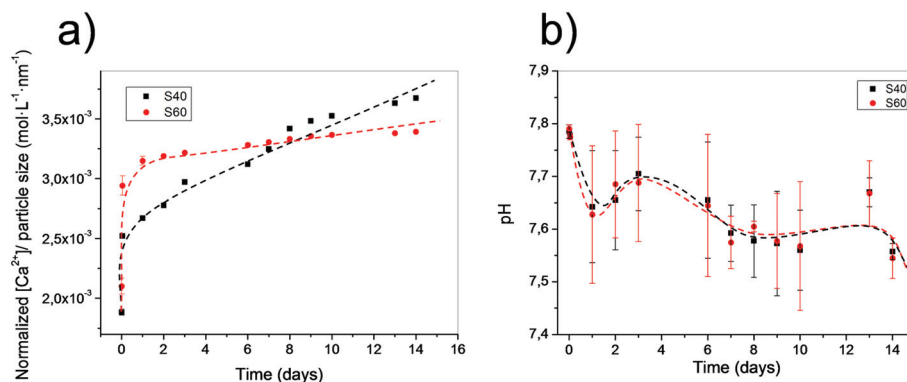 a)
Normalized [Ca²⁺]/ particle size (mol·L⁻¹·nm⁻¹)
3,5x10⁻³
3,0x10⁻³
2,5x10⁻³
2,0x10⁻³
S40
S60
0 2 4 6 8 10 12 14 16
Time (days)
b)
pH
7,9
7,8
7,7
7,6
7,5
7,4
S40
S60
0 2 4 6 8 10 12 14
Time (days)